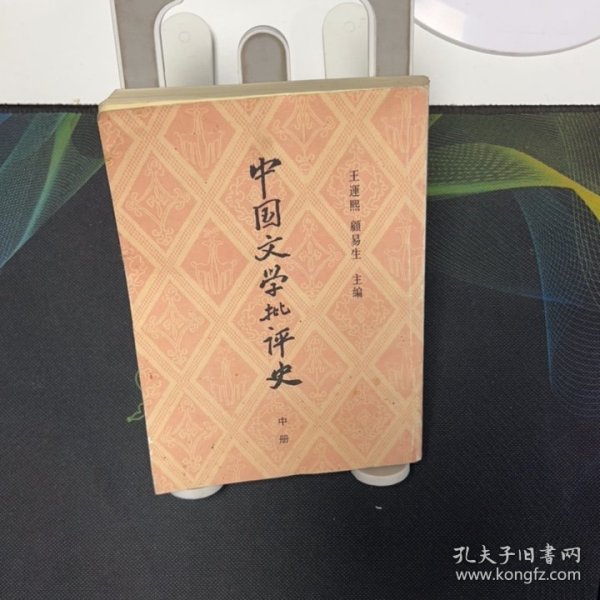 王運熙 顧易生 主编
中国文学批评史
中册
孔夫子旧書网
www.kongfz.com